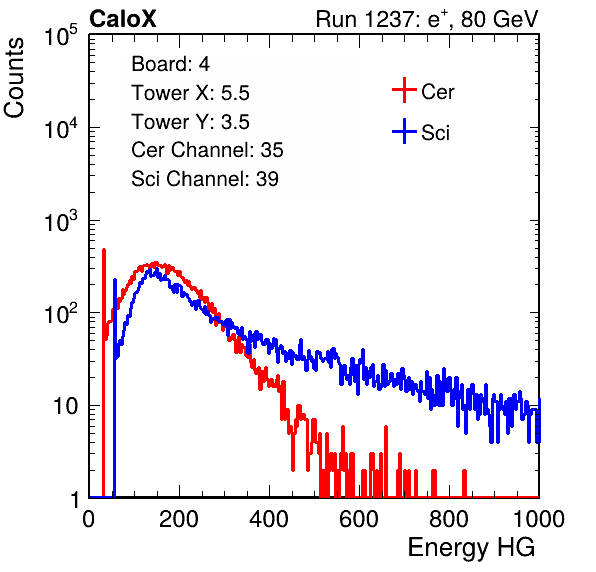 CaloX Run 1237: e⁺, 80 GeV
Counts
10⁵
10⁴
10³
10²
10
1
Board: 4
Tower X: 5.5
Tower Y: 3.5
Cer Channel: 35
Sci Channel: 39
Cer
Sci
0 200 400 600 800 1000
Energy HG